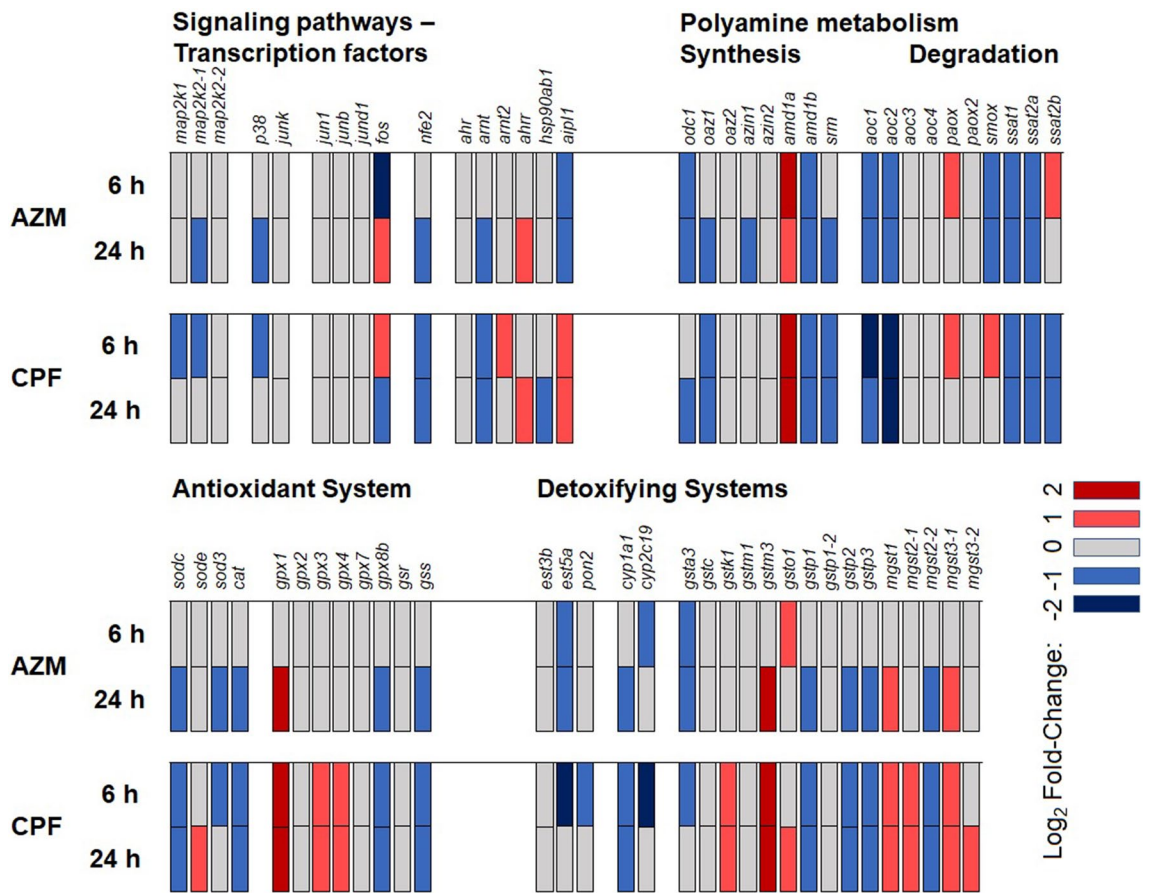 Signaling pathways –
Transcription factors
Polyamine metabolism
Synthesis Degradation
map2k1 map2k2-1 map2k2-2 p38 junk jun1 junb jund1 fos nfe2 ahr arnt arnt2 ahrr hsp90ab1 aipl1 odc1 oaz1 oaz2 azin1 azin2 amd1a amd1b srm aoc1 aoc2 aoc3 aoc4 paox paox2 smox ssat1 ssat2a ssat2b
6 h
AZM
24 h
6 h
CPF
24 h
Antioxidant System Detoxifying Systems
sodc sode sod3 cat gpx1 gpx2 gpx3 gpx4 gpx7 gpx8b gsr gss est3b est5a pon2 cyp1a1 cyp2c19 gsta3 gstc gstk1 gstm1 gstm3 gsto1 gstp1 gstp1-2 gstp2 gstp3 mgst1 mgst2-1 mgst2-2 mgst3-1 mgst3-2
6 h
AZM
24 h
6 h
CPF
24 h
Log2 Fold-Change: -2 -1 0 1 2